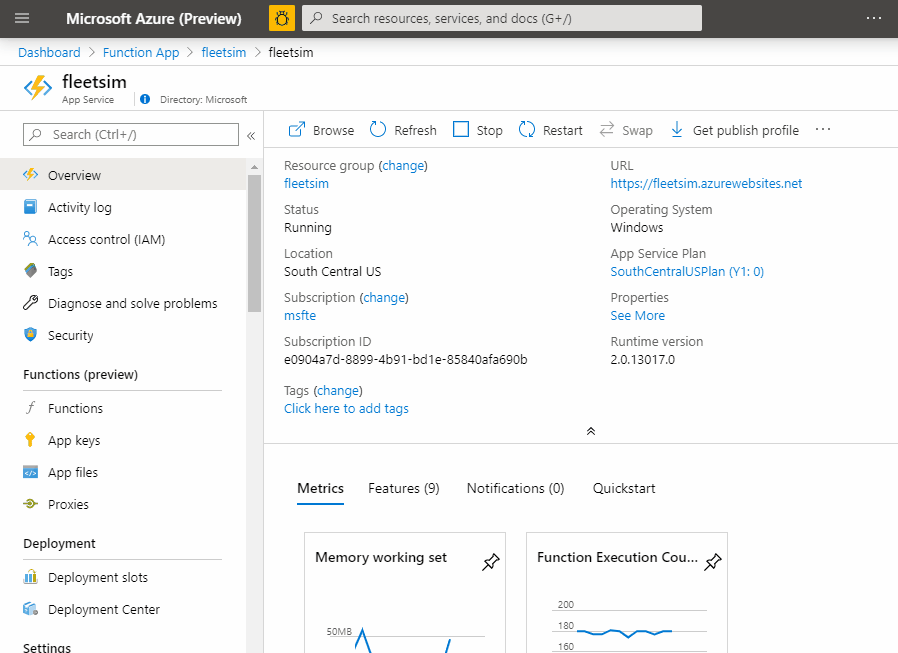 Microsoft Azure (Preview)
Search resources, services, and docs (G+/)
Dashboard > Function App > fleetsim > fleetsim
fleetsim
App Service
Directory: Microsoft
Search (Ctrl+/)
«
Overview
Activity log
Access control (IAM)
Tags
Diagnose and solve problems
Security
Functions (preview)
Functions
App keys
App files
Proxies
Deployment
Deployment slots
Deployment Center
Settings
Browse Refresh Stop Restart Swap Get publish profile ···
Resource group (change)
fleetsim
Status
Running
Location
South Central US
Subscription (change)
msfte
Subscription ID
e0904a7d-8899-4b91-bd1e-85840afa690b
Tags (change)
Click here to add tags
URL
https://fleetsim.azurewebsites.net
Operating System
Windows
App Service Plan
SouthCentralUSPlan (Y1: 0)
Properties
See More
Runtime version
2.0.13017.0
Metrics Features (9) Notifications (0) Quickstart
Memory working set
50MB
Function Execution Cou...
200
180
160